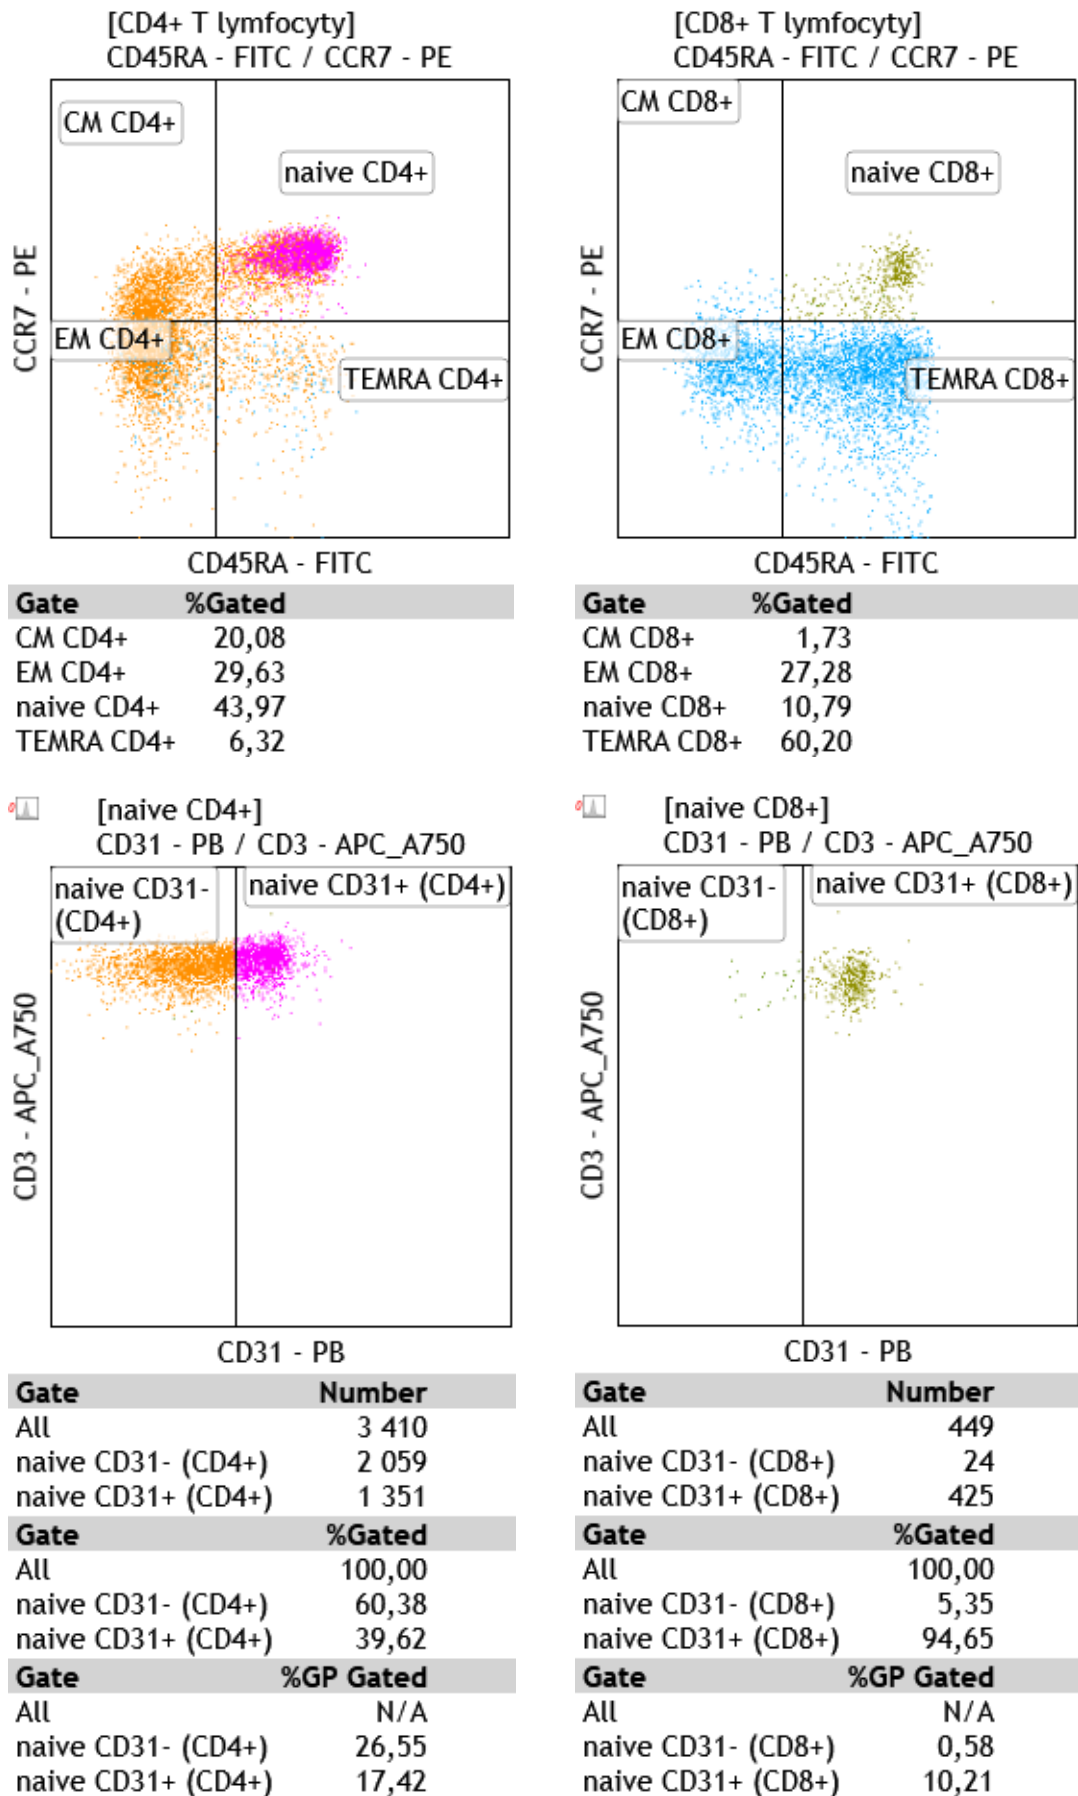 [CD4+ T lymfocyty]
CD45RA - FITC / CCR7 - PE
CM CD4+
naive CD4+
EM CD4+
TEMRA CD4+
CCR7 - PE
CD45RA - FITC
Gate %Gated
CM CD4+ 20,08
EM CD4+ 29,63
naive CD4+ 43,97
TEMRA CD4+ 6,32
[CD8+ T lymfocyty]
CD45RA - FITC / CCR7 - PE
CM CD8+
naive CD8+
EM CD8+
TEMRA CD8+
CCR7 - PE
CD45RA - FITC
Gate %Gated
CM CD8+ 1,73
EM CD8+ 27,28
naive CD8+ 10,79
TEMRA CD8+ 60,20
[naive CD4+]
CD31 - PB / CD3 - APC_A750
naive CD31-
(CD4+)
naive CD31+ (CD4+)
CD3 - APC_A750
CD31 - PB
Gate Number
All 3 410
naive CD31- (CD4+) 2 059
naive CD31+ (CD4+) 1 351
Gate %Gated
All 100,00
naive CD31- (CD4+) 60,38
naive CD31+ (CD4+) 39,62
Gate %GP Gated
All N/A
naive CD31- (CD4+) 26,55
naive CD31+ (CD4+) 17,42
[naive CD8+]
CD31 - PB / CD3 - APC_A750
naive CD31-
(CD8+)
naive CD31+ (CD8+)
CD3 - APC_A750
CD31 - PB
Gate Number
All 449
naive CD31- (CD8+) 24
naive CD31+ (CD8+) 425
Gate %Gated
All 100,00
naive CD31- (CD8+) 5,35
naive CD31+ (CD8+) 94,65
Gate %GP Gated
All N/A
naive CD31- (CD8+) 0,58
naive CD31+ (CD8+) 10,21